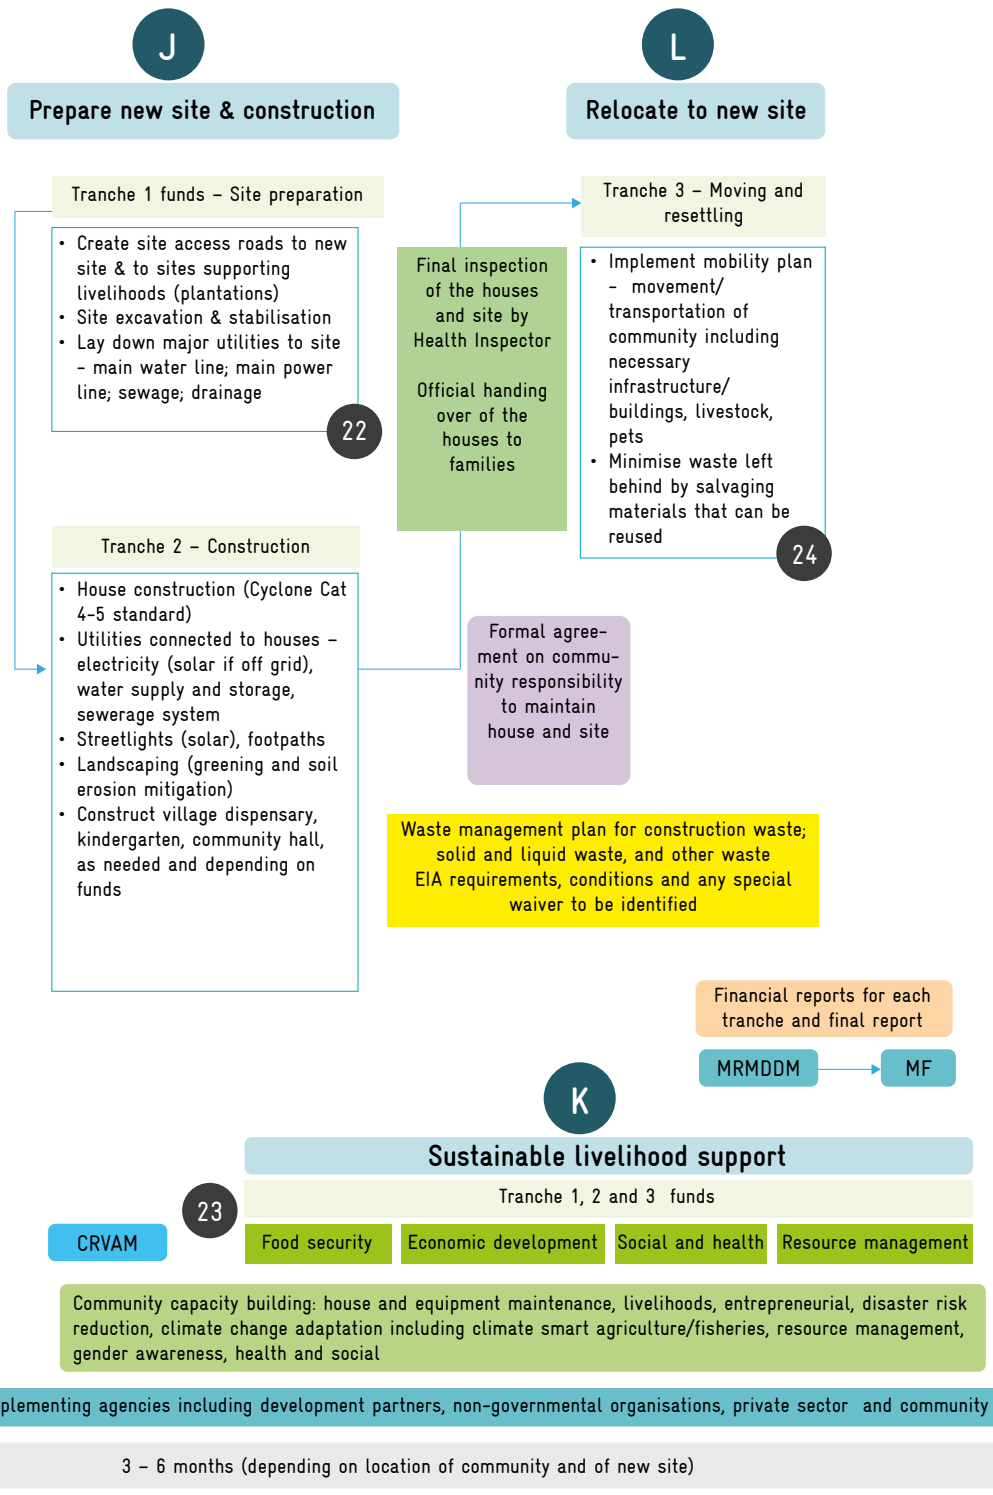 J
Prepare new site & construction
Tranche 1 funds – Site preparation
• Create site access roads to new
site & to sites supporting
livelihoods (plantations)
• Site excavation & stabilisation
• Lay down major utilities to site
– main water line; main power
line; sewage; drainage
22
Tranche 2 – Construction
• House construction (Cyclone Cat
4-5 standard)
• Utilities connected to houses –
electricity (solar if off grid),
water supply and storage,
sewerage system
• Streetlights (solar), footpaths
• Landscaping (greening and soil
erosion mitigation)
• Construct village dispensary,
kindergarten, community hall,
as needed and depending on
funds
Final inspection
of the houses
and site by
Health Inspector
Official handing
over of the
houses to
families
L
Relocate to new site
Tranche 3 – Moving and
resettling
• Implement mobility plan
– movement/
transportation of
community including
necessary
infrastructure/
buildings, livestock,
pets
• Minimise waste left
behind by salvaging
materials that can be
reused
24
Formal agree-
ment on commu-
nity responsibility
to maintain
house and site
Waste management plan for construction waste;
solid and liquid waste, and other waste
EIA requirements, conditions and any special
waiver to be identified
Financial reports for each
tranche and final report
MRMDDM
MF
K
Sustainable livelihood support
23
Tranche 1, 2 and 3 funds
CRVAM
Food security
Economic development
Social and health
Resource management
Community capacity building: house and equipment maintenance, livelihoods, entrepreneurial, disaster risk
reduction, climate change adaptation including climate smart agriculture/fisheries, resource management,
gender awareness, health and social
plementing agencies including development partners, non-governmental organisations, private sector and community
3 – 6 months (depending on location of community and of new site)